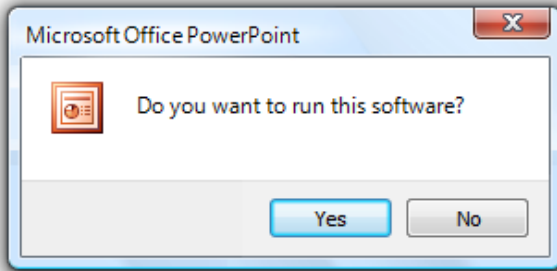 Microsoft Office PowerPoint
Do you want to run this software?
Yes
No